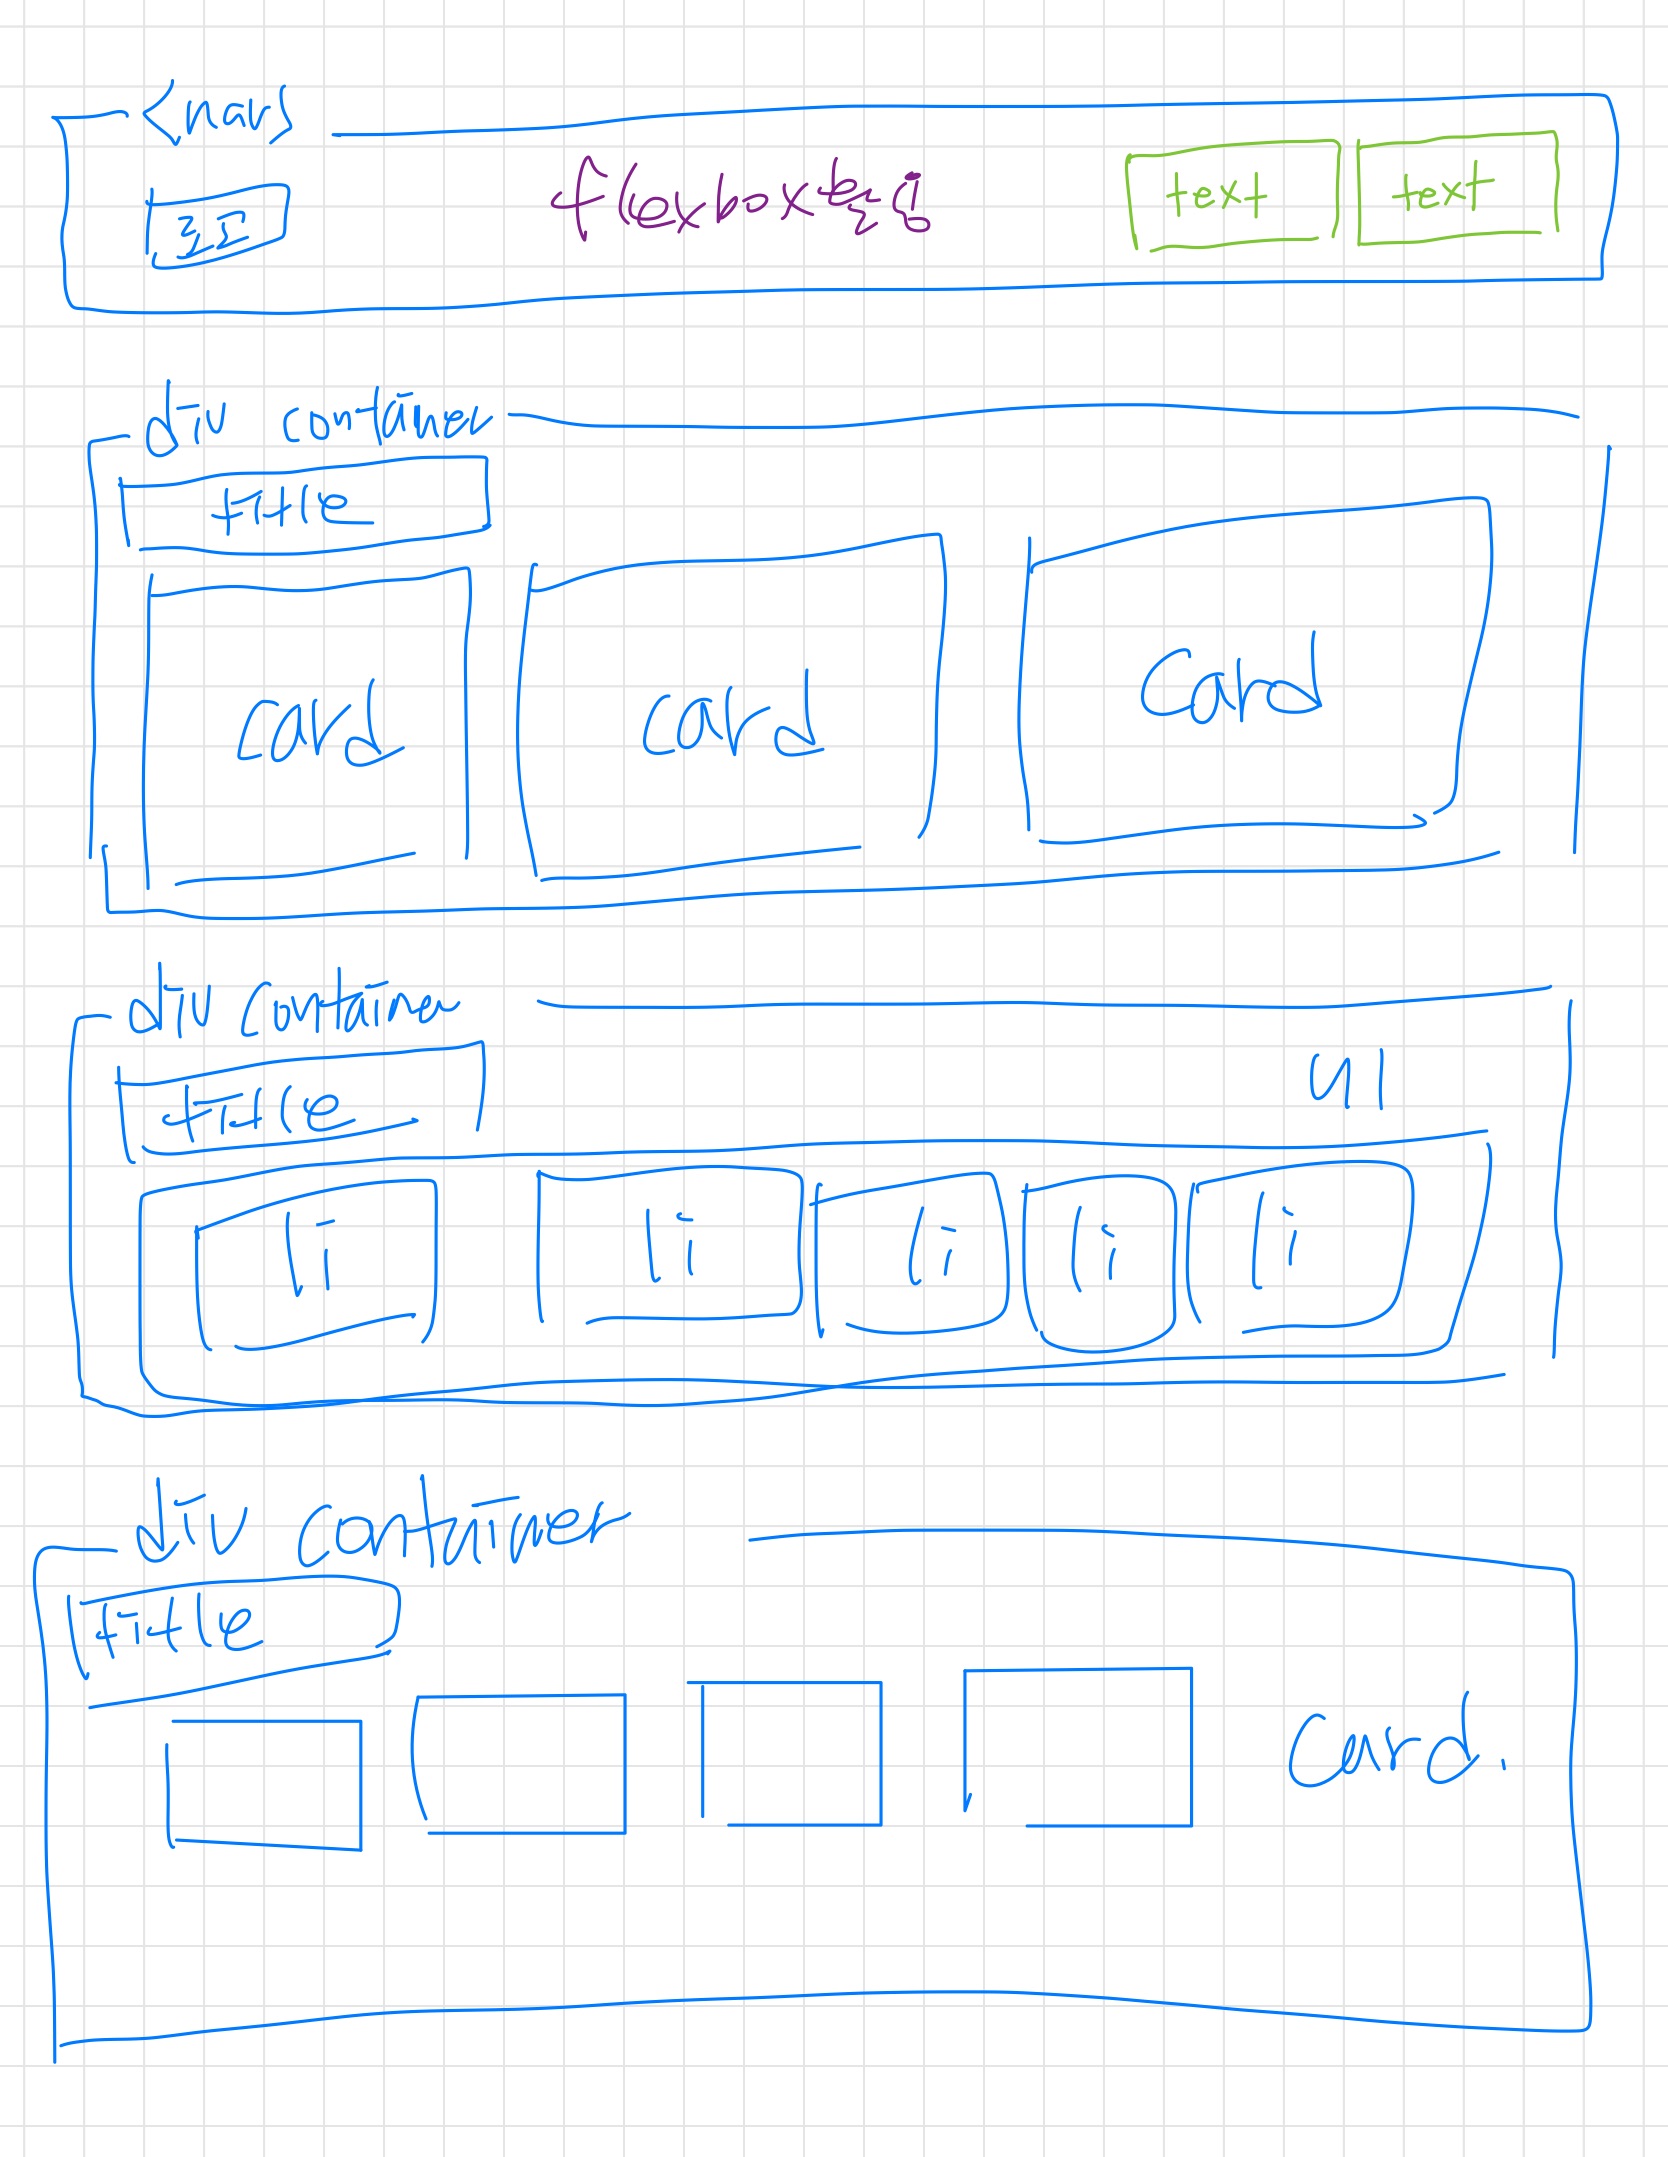 <nav>
로고 flexbox활용 text text
div container
title
card card card
div container
title ul
li li li li li
div container
title
card.